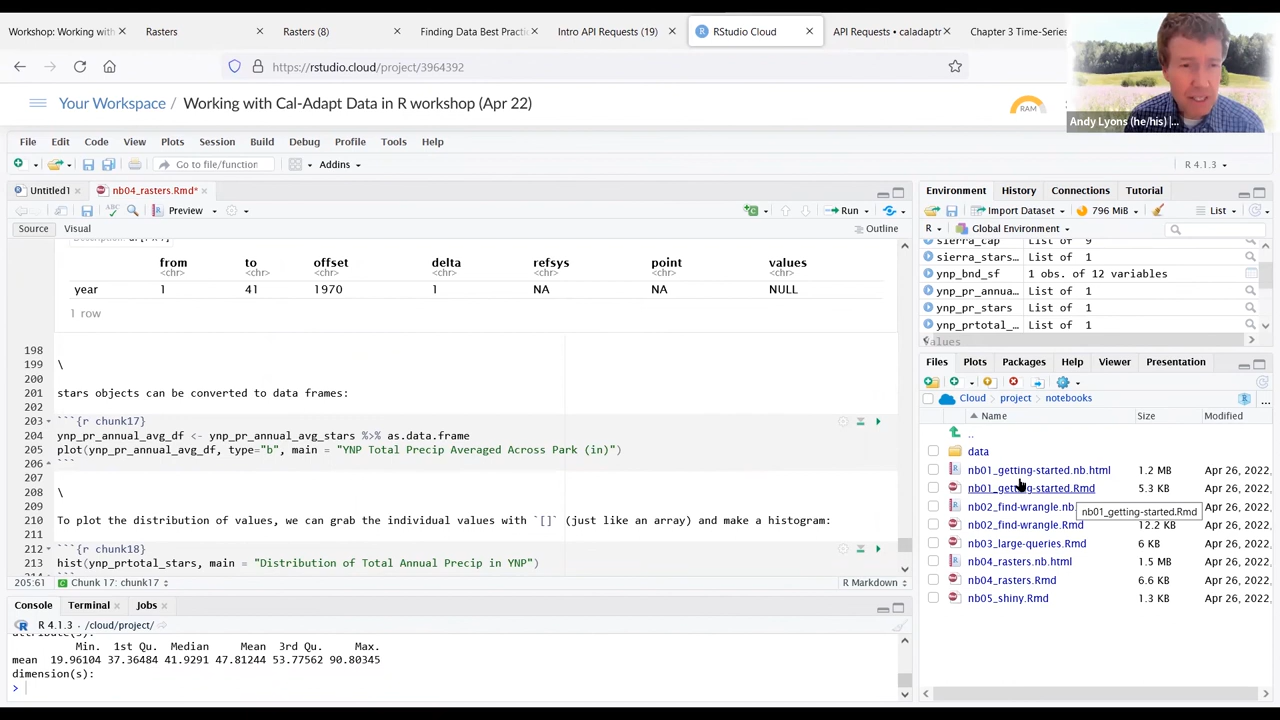 Workshop: Working with
Rasters
Rasters (8)
Finding Data Best Practi
Intro API Requests (19)
RStudio Cloud
API Requests • caladaptr
Chapter 3 Time-Series
https://rstudio.cloud/project/3964392
Your Workspace / Working with Cal-Adapt Data in R workshop (Apr 22)
RAM
Andy Lyons (he/his) |...
File Edit Code View Plots Session Build Debug Profile Tools Help
Go to file/function
Addins
R 4.1.3
Untitled1
nb04_rasters.Rmd*
Preview
Run
Source Visual
Outline
from to offset delta refsys point values
<chr> <chr> <chr> <chr> <chr> <chr> <chr>
year 1 41 1970 1 NA NA NULL
1 row
198
199 \
200
201 stars objects can be converted to data frames:
202
203 ```{r chunk17}
204 ynp_pr_annual_avg_df <- ynp_pr_annual_avg_stars %>% as.data.frame
205 plot(ynp_pr_annual_avg_df, type="b", main = "YNP Total Precip Averaged Across Park (in)")
206 ```
207
208 \
209
210 To plot the distribution of values, we can grab the individual values with `[]` (just like an array) and make a histogram:
211
212 ```{r chunk18}
213 hist(ynp_prtotal_stars, main = "Distribution of Total Annual Precip in YNP")
205:61 Chunk 17: chunk17
R Markdown
Console Terminal Jobs
R 4.1.3 · /cloud/project/
Min. 1st Qu. Median Mean 3rd Qu. Max.
mean 19.96104 37.36484 41.9291 47.81244 53.77562 90.80345
dimension(s):
>
Environment History Connections Tutorial
Import Dataset 796 MiB List
R Global Environment
sierra_cap List of 9
sierra_stars... List of 1
ynp_bnd_sf 1 obs. of 12 variables
ynp_pr_annua... List of 1
ynp_pr_stars List of 1
ynp_prtotal_... List of 1
Values
Files Plots Packages Help Viewer Presentation
Cloud project notebooks
...
Name Size Modified
..
data
nb01_getting-started.nb.html 1.2 MB Apr 26, 2022,
nb01_getting-started.Rmd 5.3 KB Apr 26, 2022,
nb02_find-wrangle.nb. Apr 26, 2022,
nb01_getting-started.Rmd
nb02_find-wrangle.Rmd 12.2 KB Apr 26, 2022,
nb03_large-queries.Rmd 6 KB Apr 26, 2022,
nb04_rasters.nb.html 1.5 MB Apr 26, 2022,
nb04_rasters.Rmd 6.6 KB Apr 26, 2022,
nb05_shiny.Rmd 1.3 KB Apr 26, 2022,